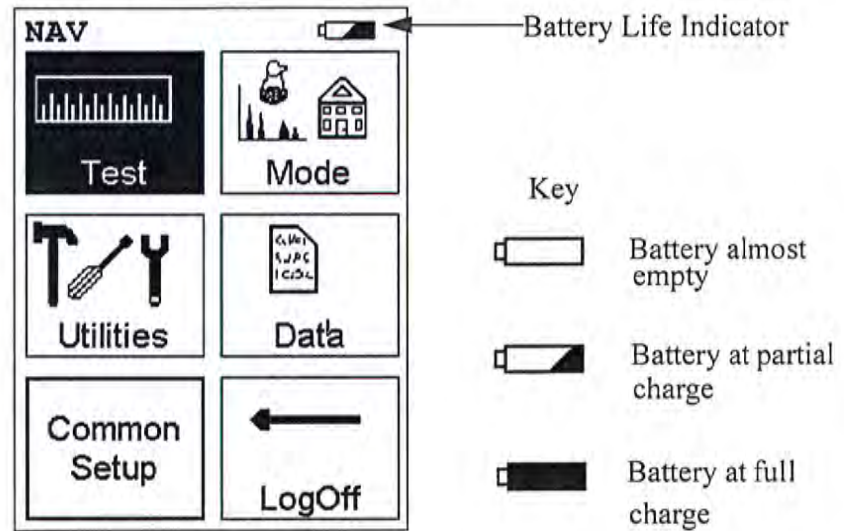 NAV
Battery Life Indicator
Test
Mode
Utilities
Data
Common
Setup
LogOff
Key
Battery almost
empty
Battery at partial
charge
Battery at full
charge